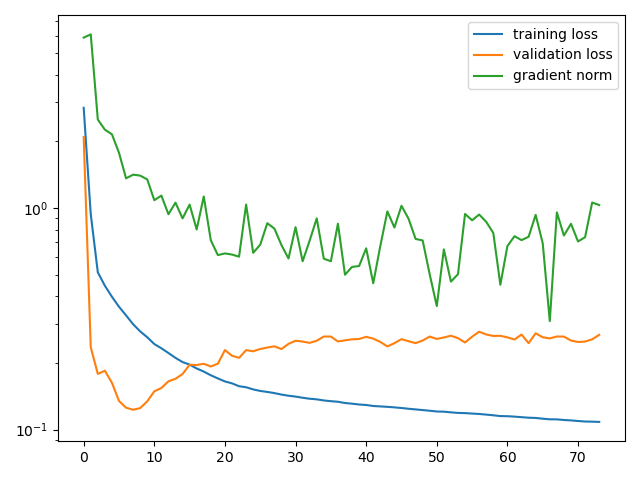 training loss
validation loss
gradient norm
10⁰
10⁻¹
0 10 20 30 40 50 60 70